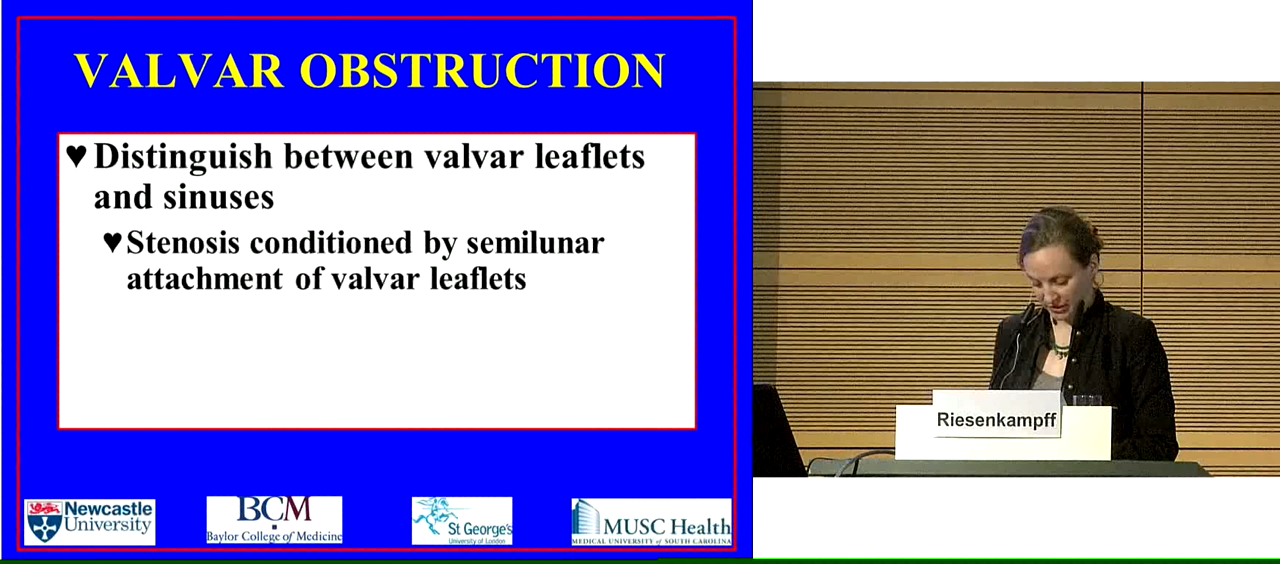 VALVAR OBSTRUCTION
♥ Distinguish between valvar leaflets
and sinuses
♥ Stenosis conditioned by semilunar
attachment of valvar leaflets
Newcastle
University
BCM
Baylor College of Medicine
St George's
University of London
MUSC Health
MEDICAL UNIVERSITY of SOUTH CAROLINA
Riesenkampff